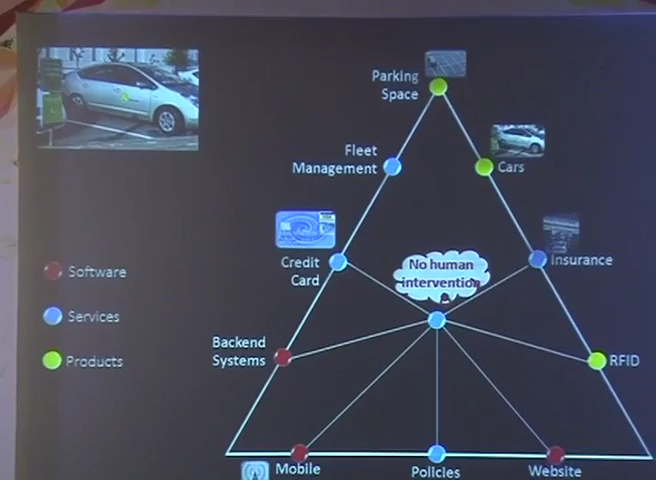 Parking
Space
Fleet
Management
Cars
Credit
Card
No human
intervention
Insurance
Software
Services
Products
Backend
Systems
RFID
Mobile
Policies
Website